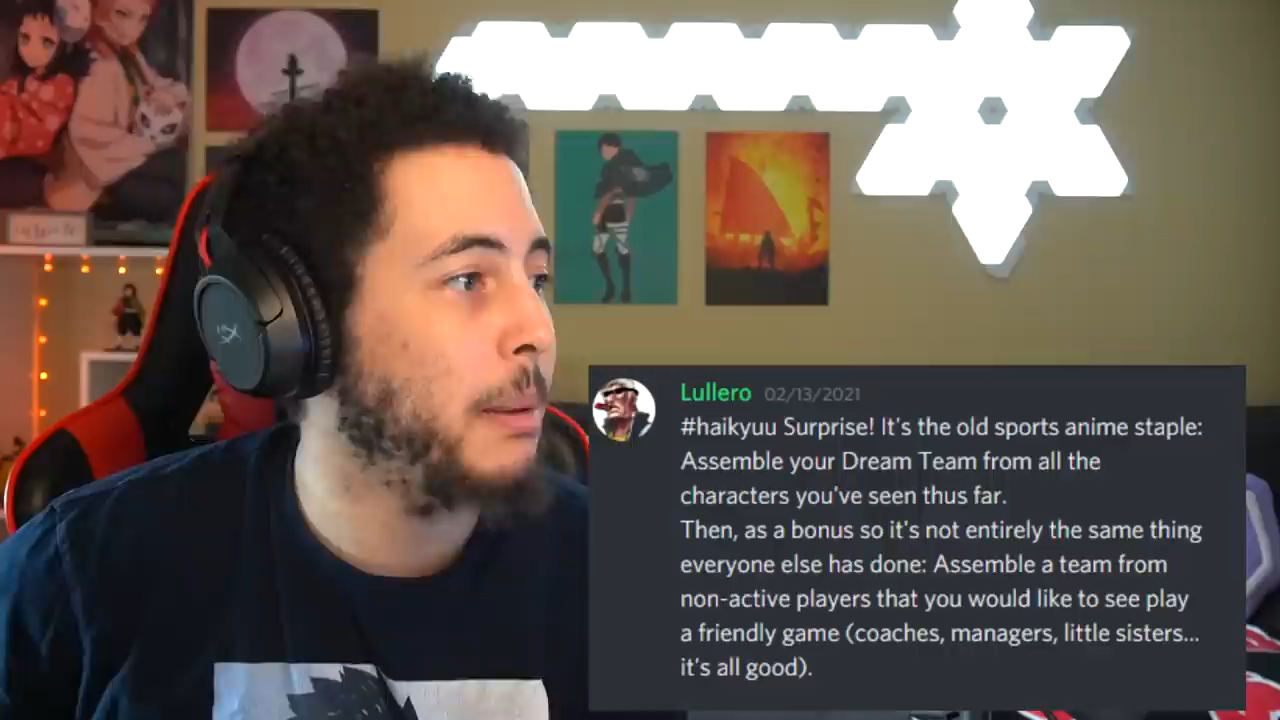 Lullero 02/13/2021
#haikyuu Surprise! It's the old sports anime staple:
Assemble your Dream Team from all the
characters you've seen thus far.
Then, as a bonus so it's not entirely the same thing
everyone else has done: Assemble a team from
non-active players that you would like to see play
a friendly game (coaches, managers, little sisters...
it's all good).